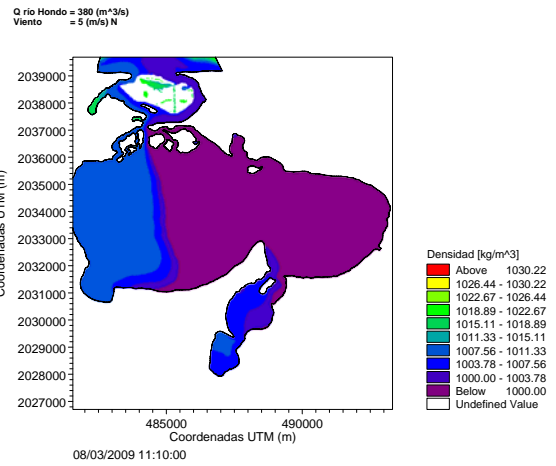 Q río Hondo = 380 (m^3/s)
Viento = 5 (m/s) N
2039000
2038000
2037000
2036000
2035000
2034000
2033000
2032000
2031000
2030000
2029000
2028000
2027000
Coordenadas UTM (m)
485000 490000
Coordenadas UTM (m)
08/03/2009 11:10:00
Densidad [kg/m^3]
Above 1030.22
1026.44 - 1030.22
1022.67 - 1026.44
1018.89 - 1022.67
1015.11 - 1018.89
1011.33 - 1015.11
1007.56 - 1011.33
1003.78 - 1007.56
1000.00 - 1003.78
Below 1000.00
Undefined Value